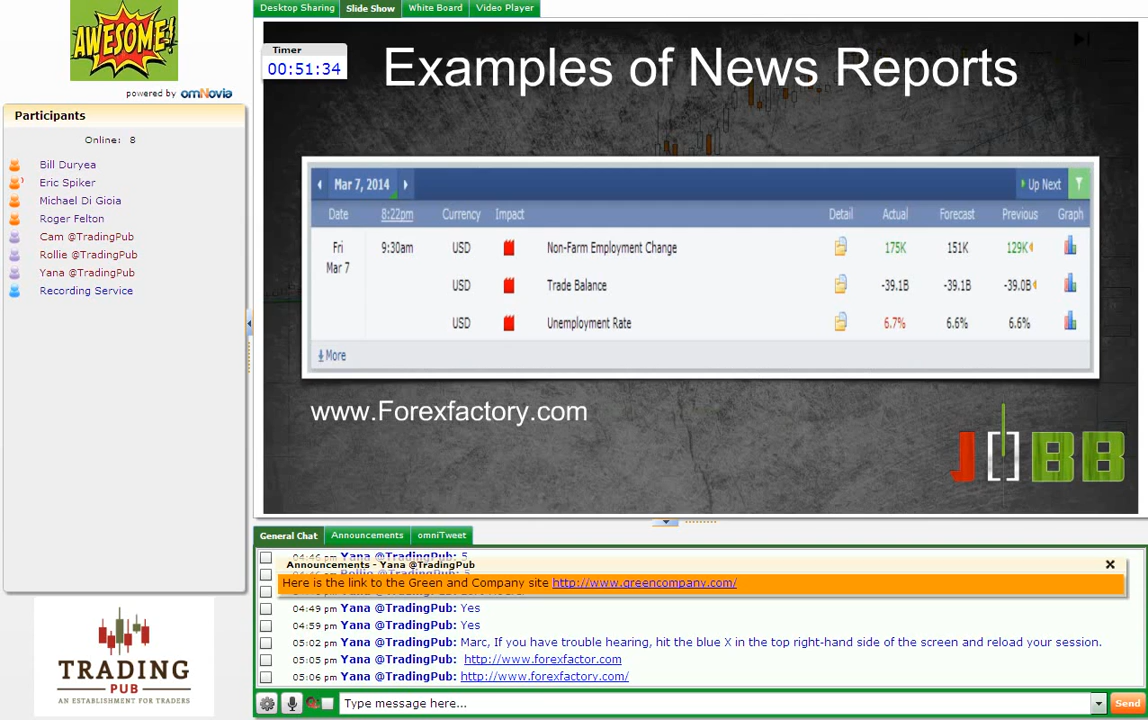 AWESOME!
powered by omNovia
Participants
Online: 8
Bill Duryea
Eric Spiker
Michael Di Gioia
Roger Felton
Cam @TradingPub
Rollie @TradingPub
Yana @TradingPub
Recording Service
TRADING
PUB
AN ESTABLISHMENT FOR TRADERS
Desktop Sharing Slide Show White Board Video Player
Timer
00:51:34
Examples of News Reports
Mar 7, 2014 Up Next
Date 8:22pm Currency Impact Detail Actual Forecast Previous Graph
Fri 9:30am USD Non-Farm Employment Change 175K 151K 129K
Mar 7
USD Trade Balance -39.1B -39.1B -39.0B
USD Unemployment Rate 6.7% 6.6% 6.6%
More
www.Forexfactory.com
J[]BB
General Chat Announcements omniTweet
04:46 pm Yana @TradingPub: 5
Announcements - Yana @TradingPub
Here is the link to the Green and Company site http://www.greencompany.com/
04:49 pm Yana @TradingPub: Yes
04:59 pm Yana @TradingPub: Yes
05:02 pm Yana @TradingPub: Marc, If you have trouble hearing, hit the blue X in the top right-hand side of the screen and reload your session.
05:05 pm Yana @TradingPub: http://www.forexfactor.com
05:06 pm Yana @TradingPub: http://www.forexfactory.com/
Type message here...
Send